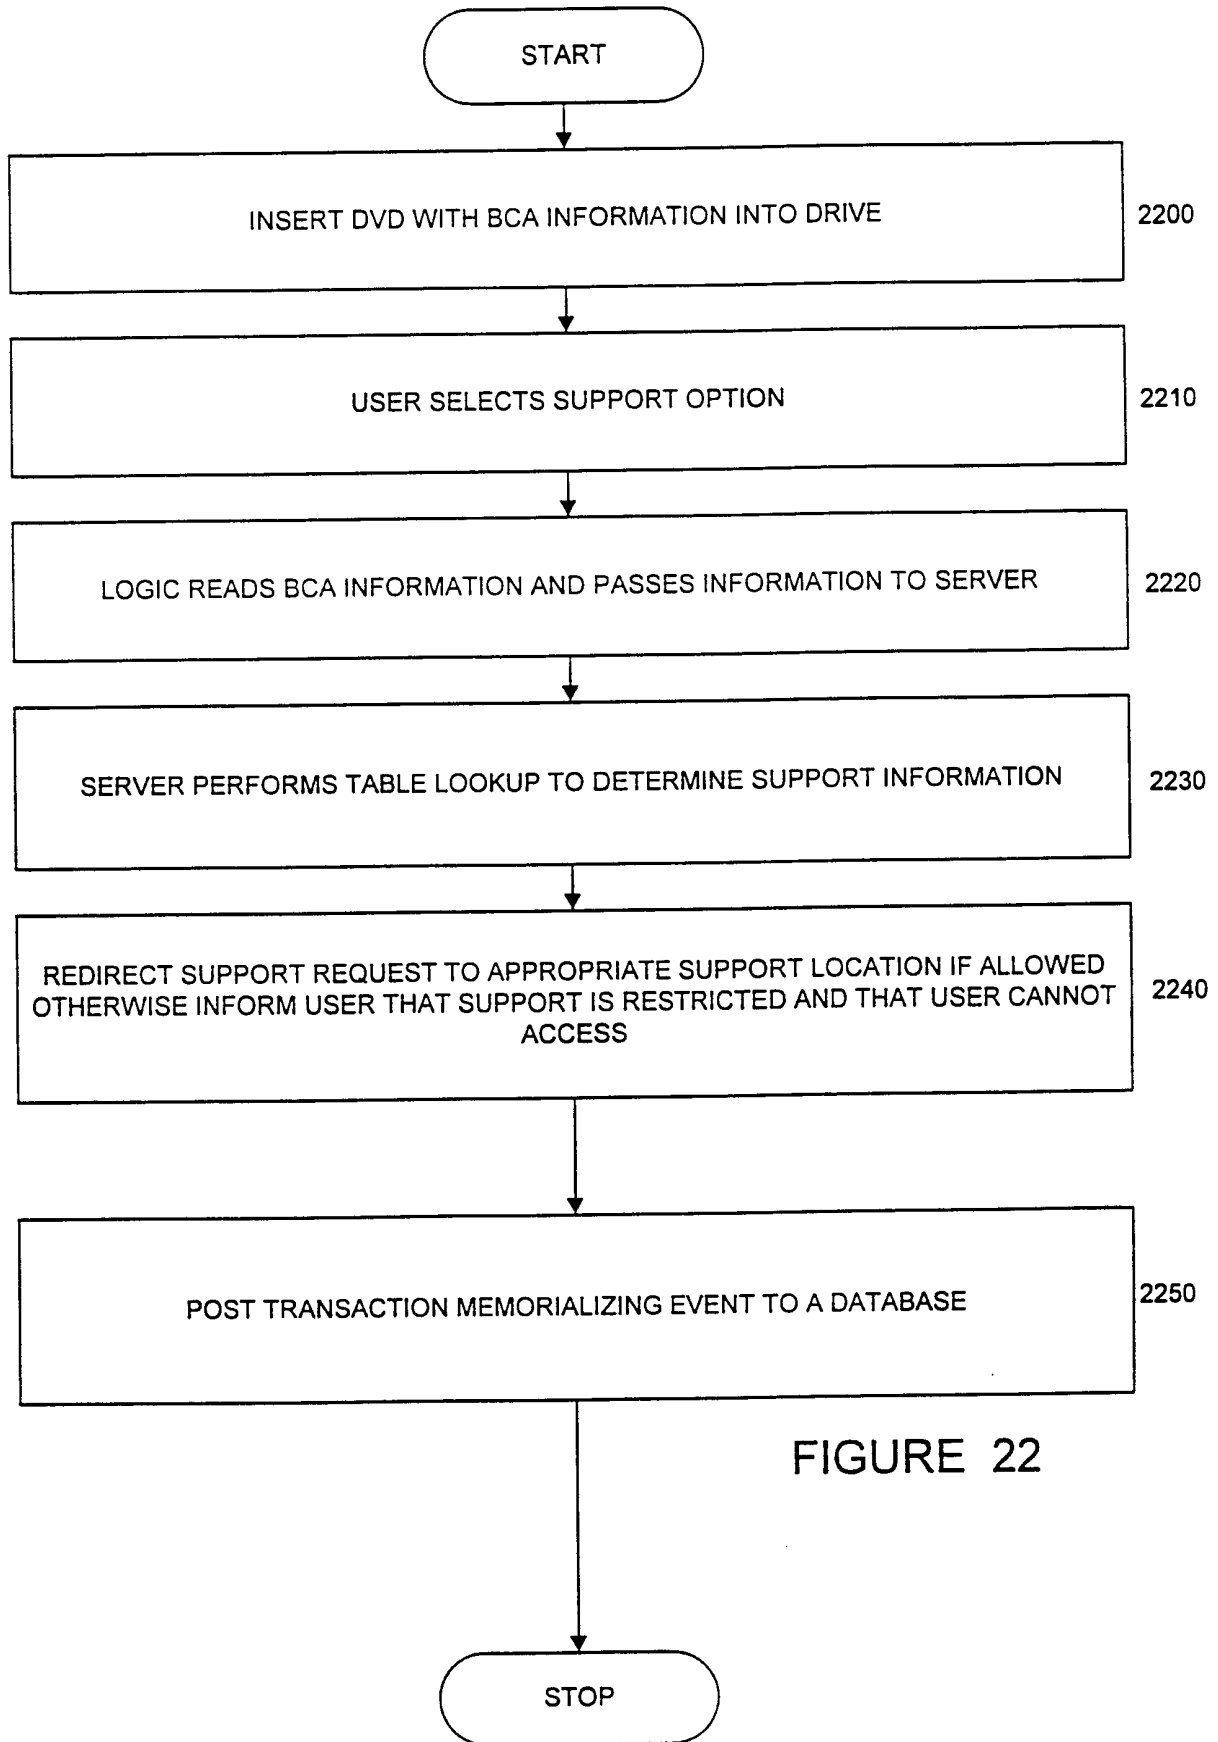 START
INSERT DVD WITH BCA INFORMATION INTO DRIVE
2200
USER SELECTS SUPPORT OPTION
2210
LOGIC READS BCA INFORMATION AND PASSES INFORMATION TO SERVER
2220
SERVER PERFORMS TABLE LOOKUP TO DETERMINE SUPPORT INFORMATION
2230
REDIRECT SUPPORT REQUEST TO APPROPRIATE SUPPORT LOCATION IF ALLOWED
OTHERWISE INFORM USER THAT SUPPORT IS RESTRICTED AND THAT USER CANNOT
ACCESS
2240
POST TRANSACTION MEMORIALIZING EVENT TO A DATABASE
2250
FIGURE 22
STOP